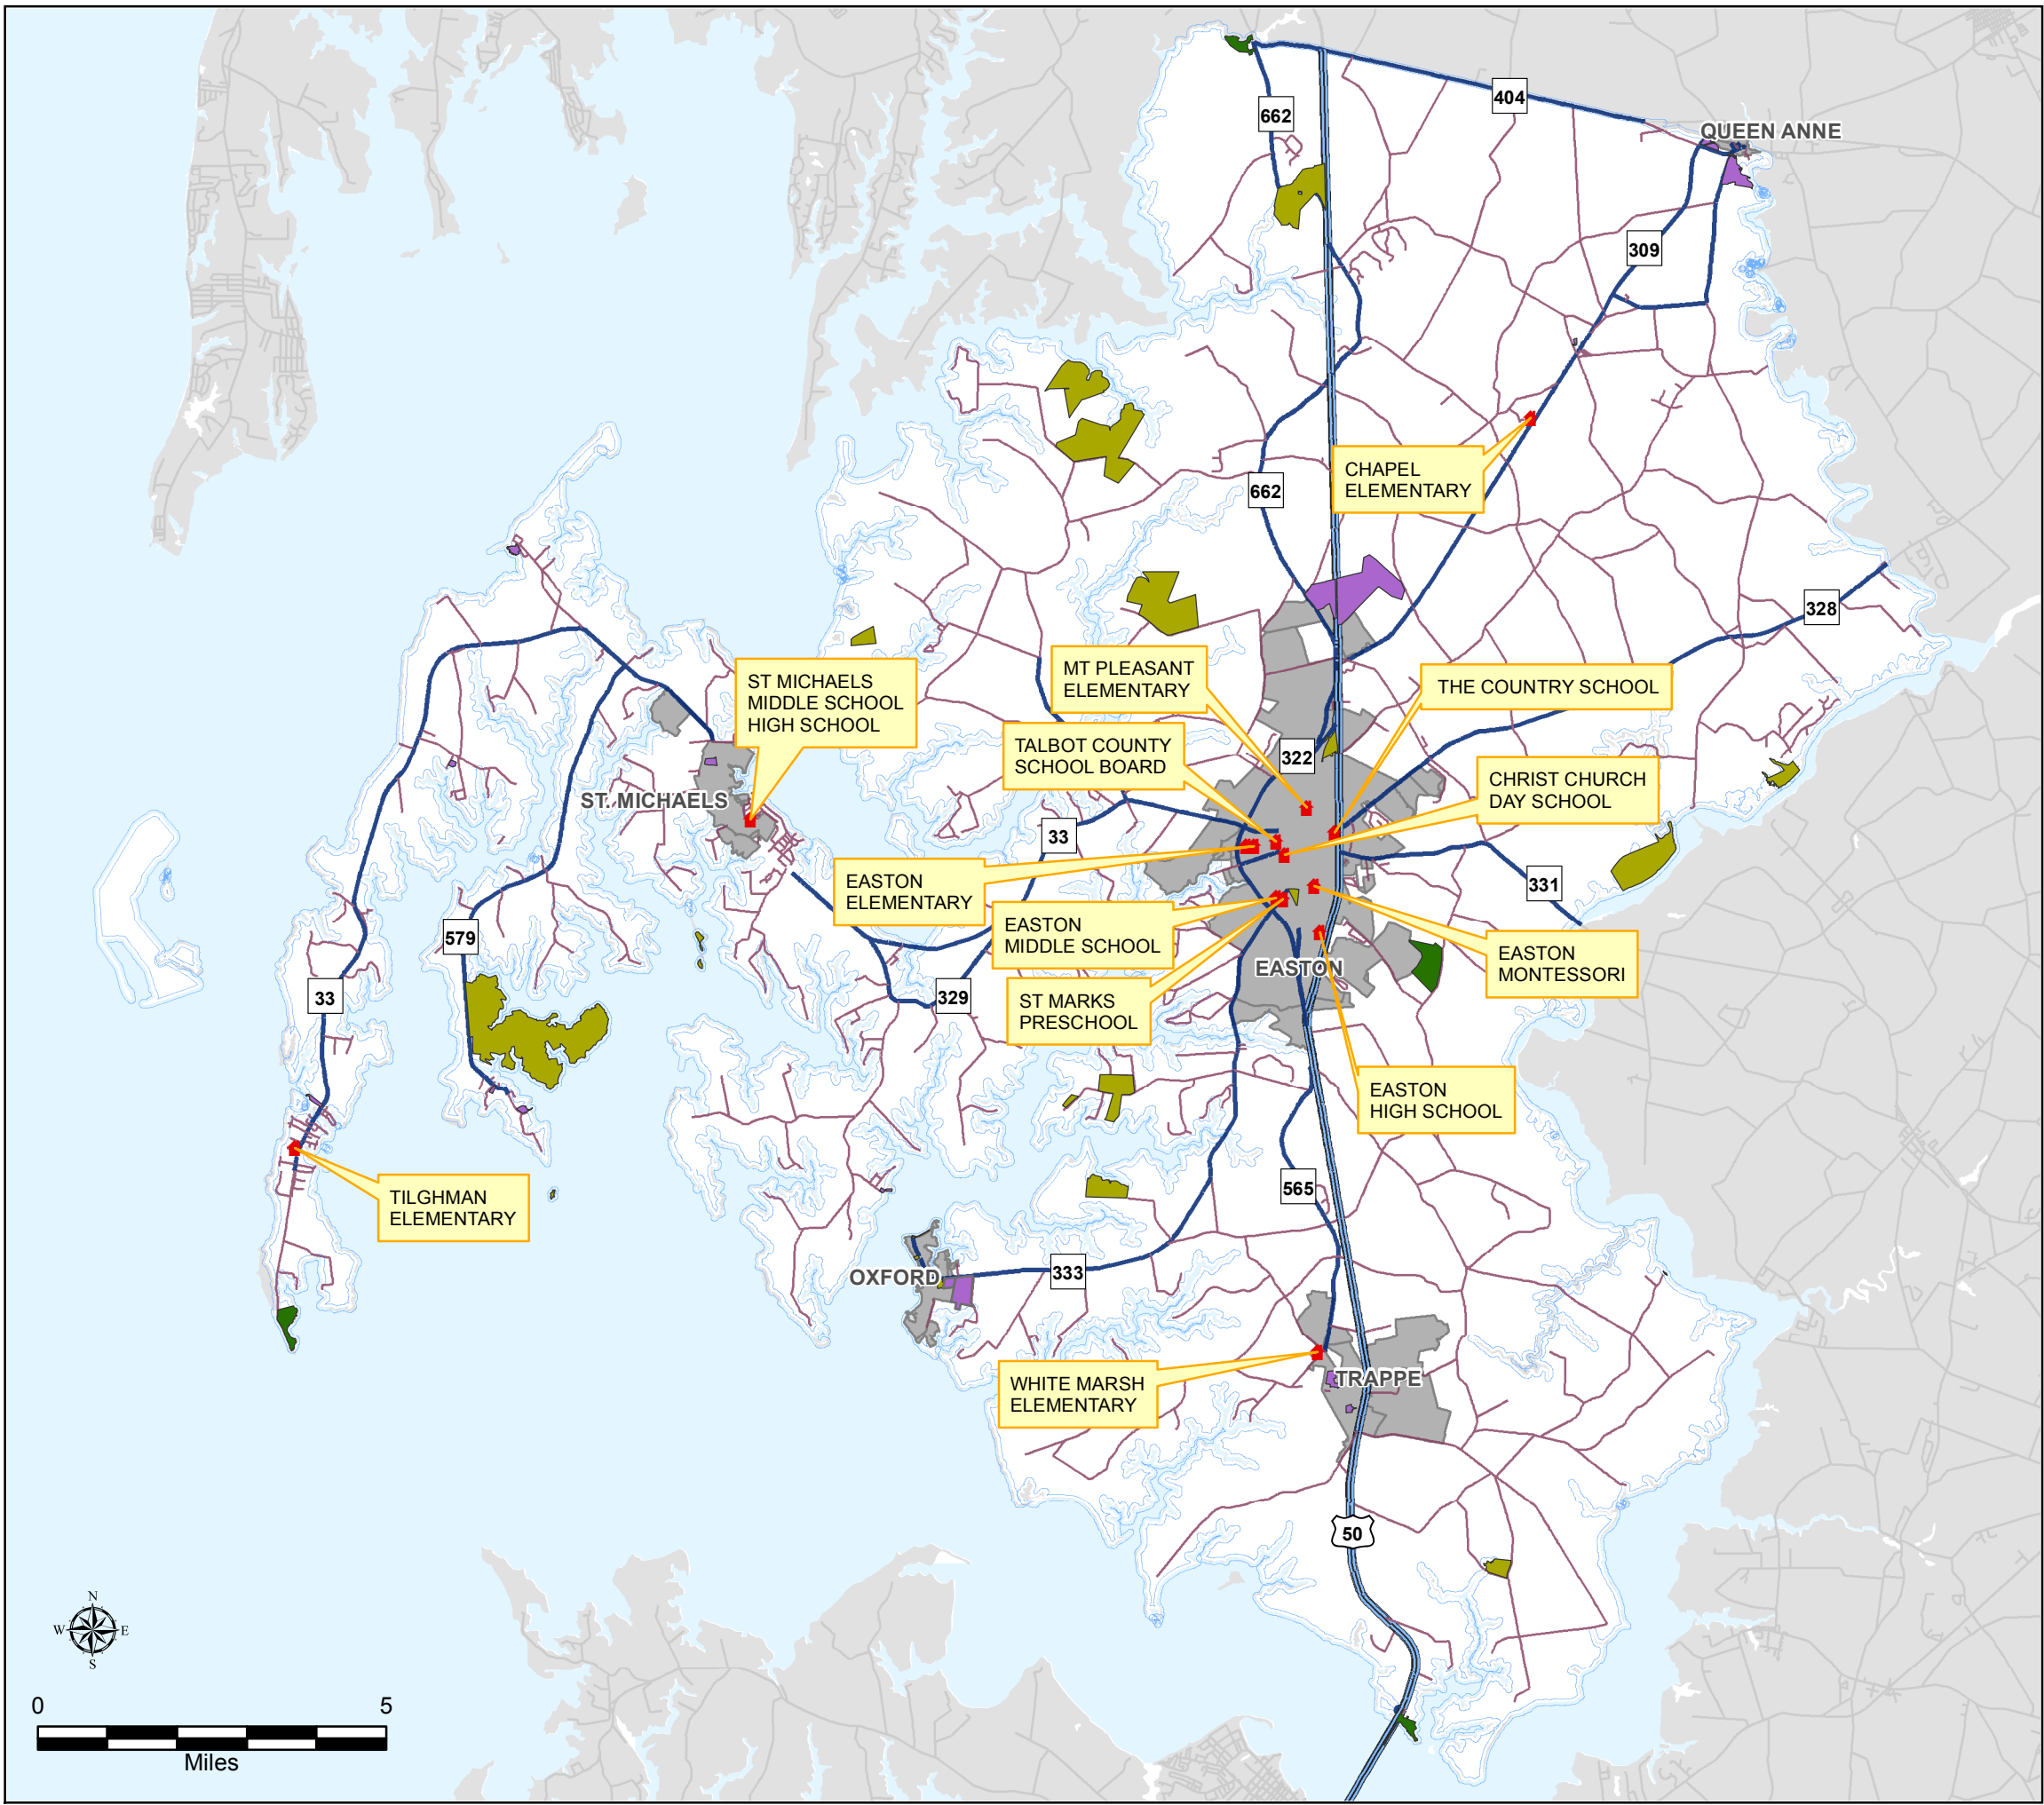 404
662
QUEEN ANNE
309
CHAPEL
ELEMENTARY
662
328
MT PLEASANT
ELEMENTARY
THE COUNTRY SCHOOL
ST MICHAELS
MIDDLE SCHOOL
HIGH SCHOOL
TALBOT COUNTY
SCHOOL BOARD
322
CHRIST CHURCH
DAY SCHOOL
ST. MICHAELS
33
EASTON
ELEMENTARY
331
EASTON
MIDDLE SCHOOL
579
EASTON
MONTESSORI
EASTON
33
329
ST MARKS
PRESCHOOL
EASTON
HIGH SCHOOL
TILGHMAN
ELEMENTARY
565
OXFORD
333
WHITE MARSH
ELEMENTARY
TRAPPE
50
N
W
E
S
0
5
Miles